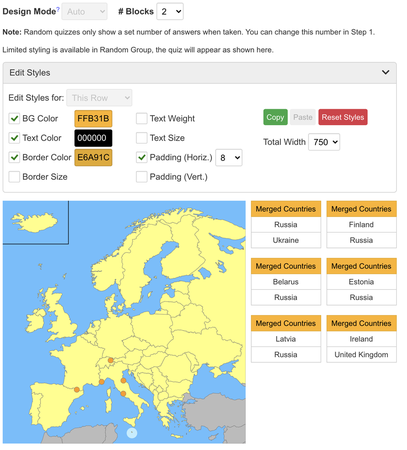 Design Mode? Auto # Blocks 2
Note: Random quizzes only show a set number of answers when taken. You can change this number in Step 1.
Limited styling is available in Random Group, the quiz will appear as shown here.
Edit Styles
Edit Styles for: This Row
BG Color FFB31B Text Weight Copy Paste Reset Styles
Text Color 000000 Text Size Total Width 750
Border Color E6A91C Padding (Horiz.) 8
Border Size Padding (Vert.)
Merged Countries Merged Countries
Russia Finland
Ukraine Russia
Merged Countries Merged Countries
Belarus Estonia
Russia Russia
Merged Countries Merged Countries
Latvia Ireland
Russia United Kingdom